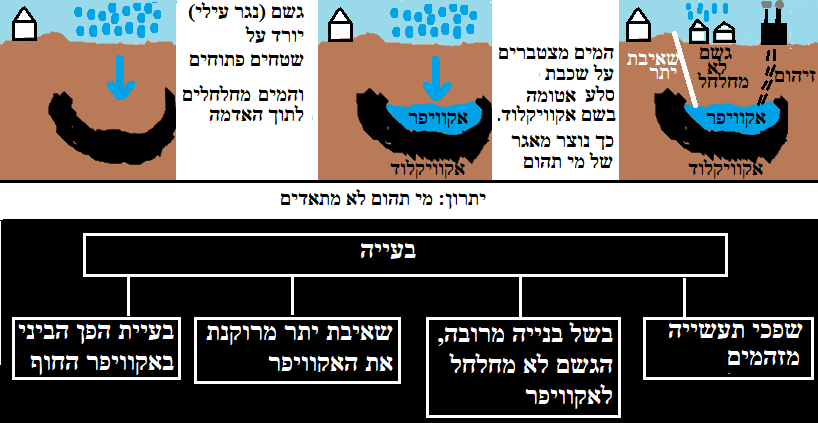 גשם (נגר עילי)
יורד על
שטחים פתוחים
והמים מחלחלים
לתוך האדמה
אקוויפר
אקוויקלוד
המים מצטברים
על שכבת
סלע אטומה
בשם אקוויקלוד.
כך נוצר מאגר
של מי תהום
שאיבת
יתר
גשם
לא
מחלחל
זיהום
אקוויפר
אקוויקלוד
יתרון: מי תהום לא מתאדים
בעייה
שפכי תעשייה
מזהמים
בשל בנייה מרובה,
הגשם לא מחלחל
לאקוויפר
שאיבת יתר מרוקנת
את האקוויפר
בעיית הפן הביני
באקוויפר החוף